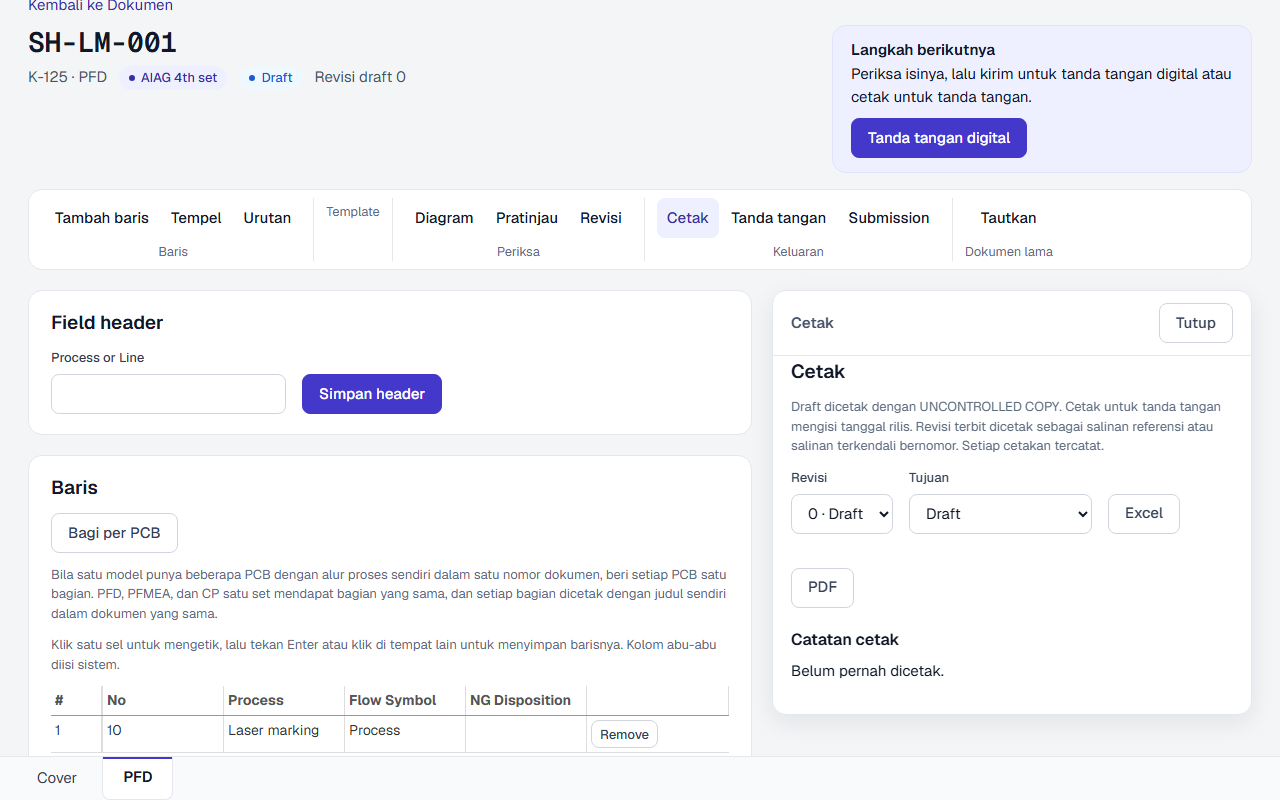 Kembali ke Dokumen
SH-LM-001
K-125 · PFD
AIAG 4th set
Draft
Revisi draft 0
Langkah berikutnya
Periksa isinya, lalu kirim untuk tanda tangan digital atau
cetak untuk tanda tangan.
Tanda tangan digital
Tambah baris
Tempel
Urutan
Baris
Template
Diagram
Pratinjau
Revisi
Periksa
Cetak
Tanda tangan
Submission
Keluaran
Tautkan
Dokumen lama
Field header
Process or Line
Simpan header
Baris
Bagi per PCB
Bila satu model punya beberapa PCB dengan alur proses sendiri dalam satu nomor dokumen, beri setiap PCB satu
bagian. PFD, PFMEA, dan CP satu set mendapat bagian yang sama, dan setiap bagian dicetak dengan judul sendiri
dalam dokumen yang sama.
Klik satu sel untuk mengetik, lalu tekan Enter atau klik di tempat lain untuk menyimpan barisnya. Kolom abu-abu
diisi sistem.
# No Process Flow Symbol NG Disposition
1 10 Laser marking Process Remove
Cetak
Tutup
Cetak
Draft dicetak dengan UNCONTROLLED COPY. Cetak untuk tanda tangan
mengisi tanggal rilis. Revisi terbit dicetak sebagai salinan referensi atau
salinan terkendali bernomor. Setiap cetakan tercatat.
Revisi
Tujuan
0 · Draft
Draft
Excel
PDF
Catatan cetak
Belum pernah dicetak.
Cover
PFD